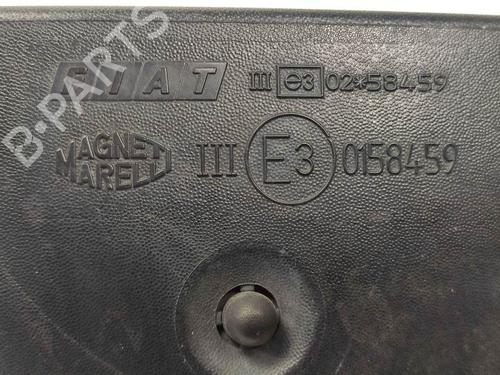 FIAT III e3 02*58459
MAGNETI MARELLI III E3 0158459
B-PARTS